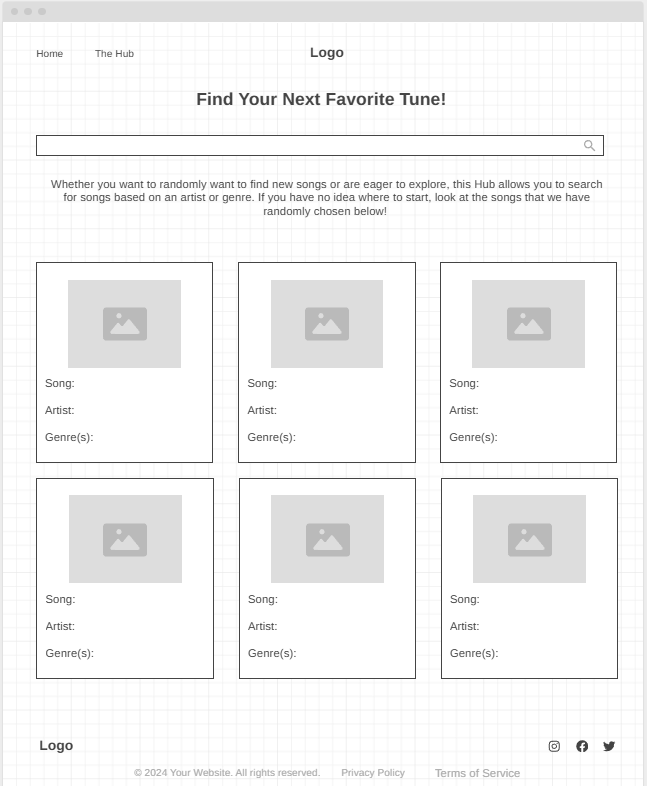 Home The Hub Logo
Find Your Next Favorite Tune!
Whether you want to randomly want to find new songs or are eager to explore, this Hub allows you to search
for songs based on an artist or genre. If you have no idea where to start, look at the songs that we have
randomly chosen below!
Song: Song: Song:
Artist: Artist: Artist:
Genre(s): Genre(s): Genre(s):
Song: Song: Song:
Artist: Artist: Artist:
Genre(s): Genre(s): Genre(s):
Logo
© 2024 Your Website. All rights reserved. Privacy Policy Terms of Service